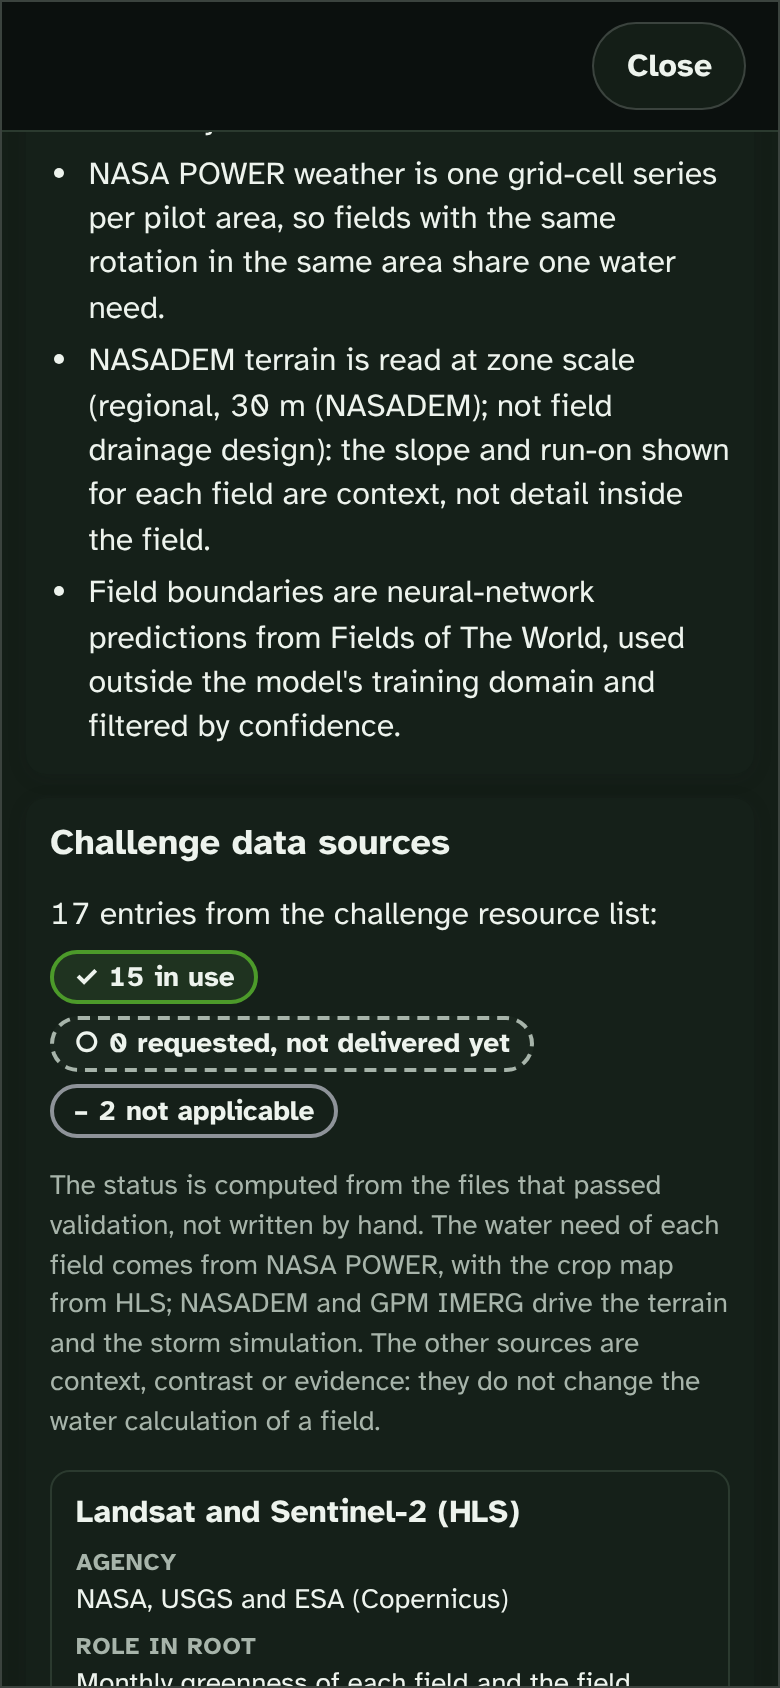 Close
• NASA POWER weather is one grid-cell series
per pilot area, so fields with the same
rotation in the same area share one water
need.
• NASADEM terrain is read at zone scale
(regional, 30 m (NASADEM); not field
drainage design): the slope and run-on shown
for each field are context, not detail inside
the field.
• Field boundaries are neural-network
predictions from Fields of The World, used
outside the model's training domain and
filtered by confidence.
Challenge data sources
17 entries from the challenge resource list:
✓ 15 in use
○ 0 requested, not delivered yet
– 2 not applicable
The status is computed from the files that passed
validation, not written by hand. The water need of each
field comes from NASA POWER, with the crop map
from HLS; NASADEM and GPM IMERG drive the terrain
and the storm simulation. The other sources are
context, contrast or evidence: they do not change the
water calculation of a field.
Landsat and Sentinel-2 (HLS)
AGENCY
NASA, USGS and ESA (Copernicus)
ROLE IN ROOT
Monthly greenness of each field and the field